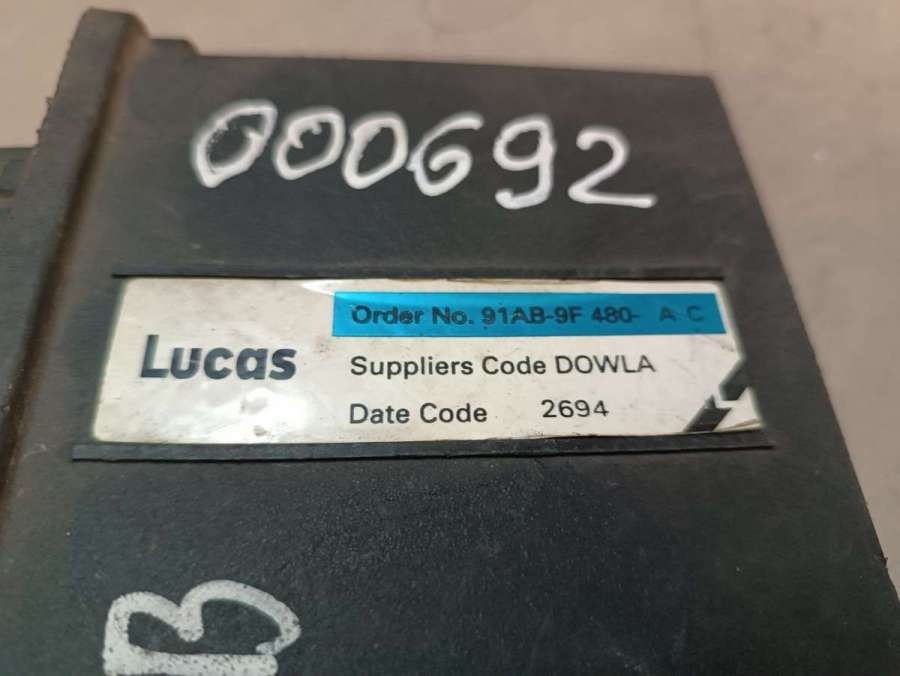 000692
Order No. 91AB-9F 480- A C
Lucas
Suppliers Code DOWLA
Date Code 2694
B